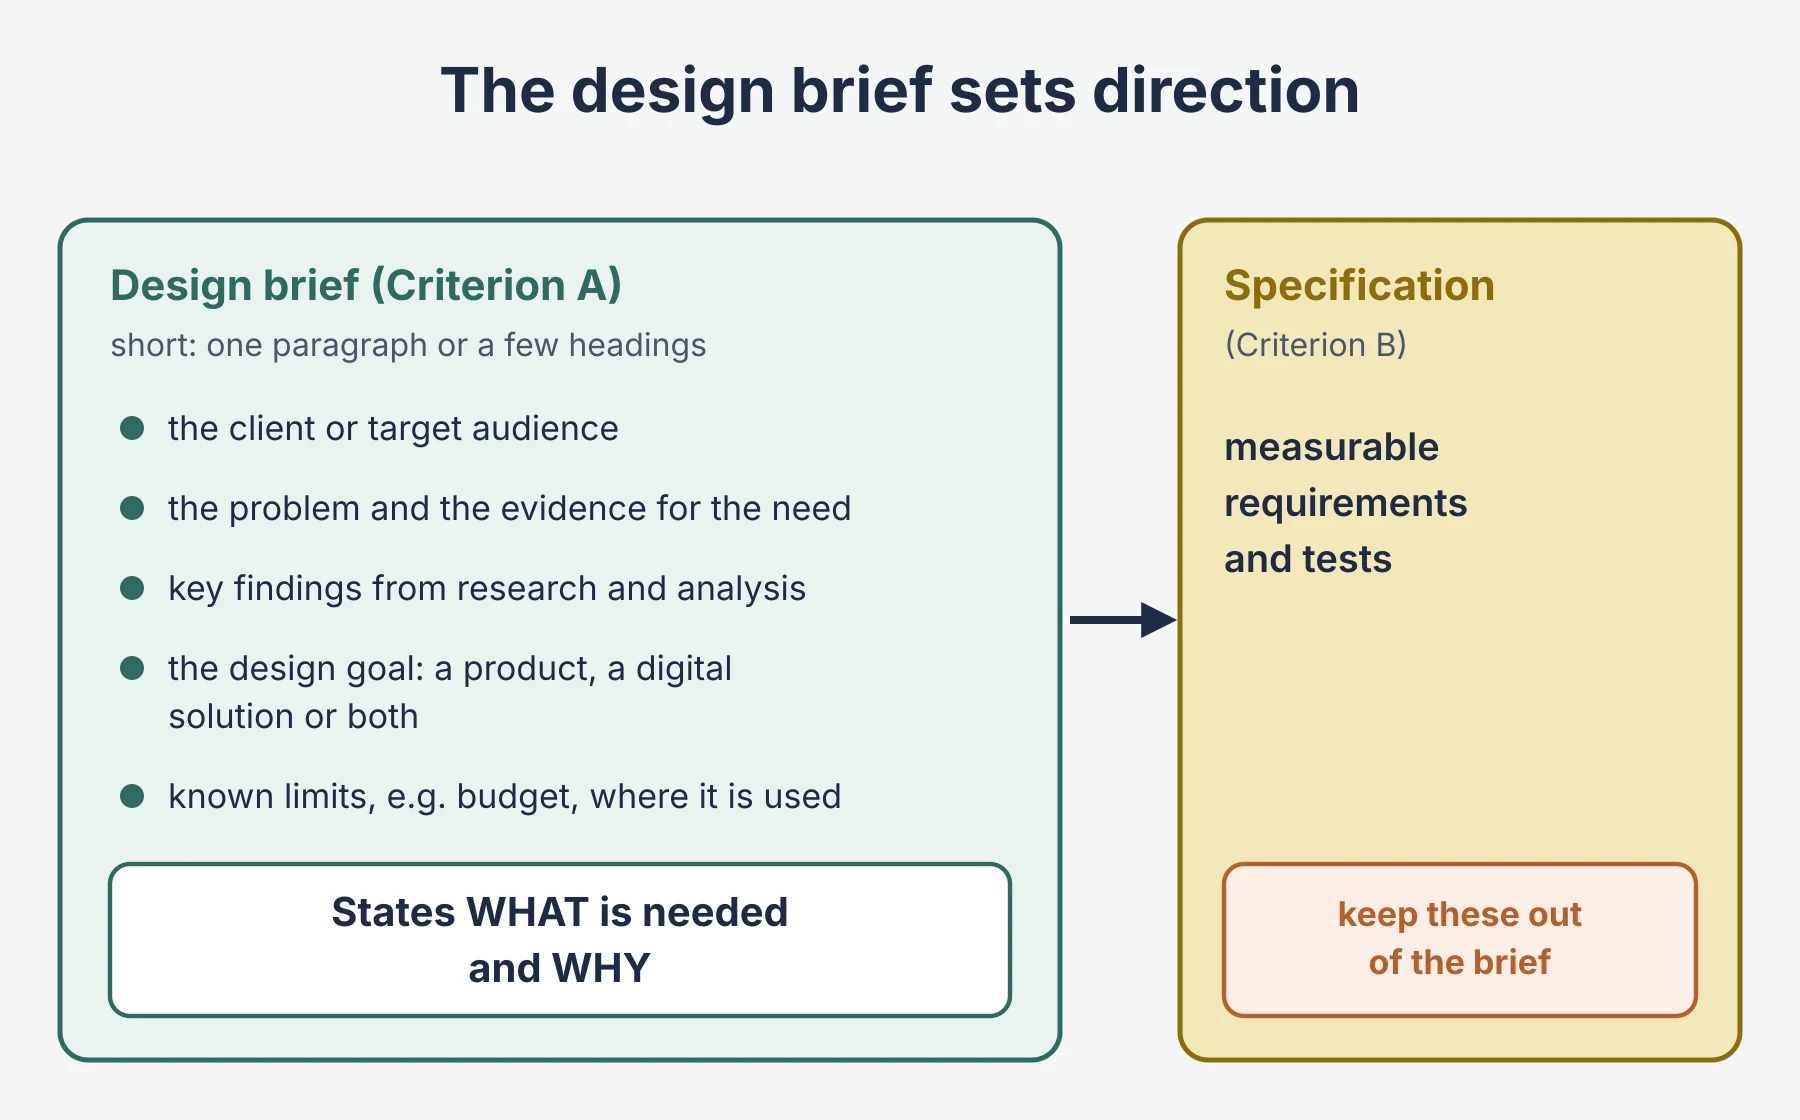 The design brief sets direction
Design brief (Criterion A)
short: one paragraph or a few headings
the client or target audience
the problem and the evidence for the need
key findings from research and analysis
the design goal: a product, a digital
solution or both
known limits, e.g. budget, where it is used
States WHAT is needed
and WHY
Specification
(Criterion B)
measurable
requirements
and tests
keep these out
of the brief